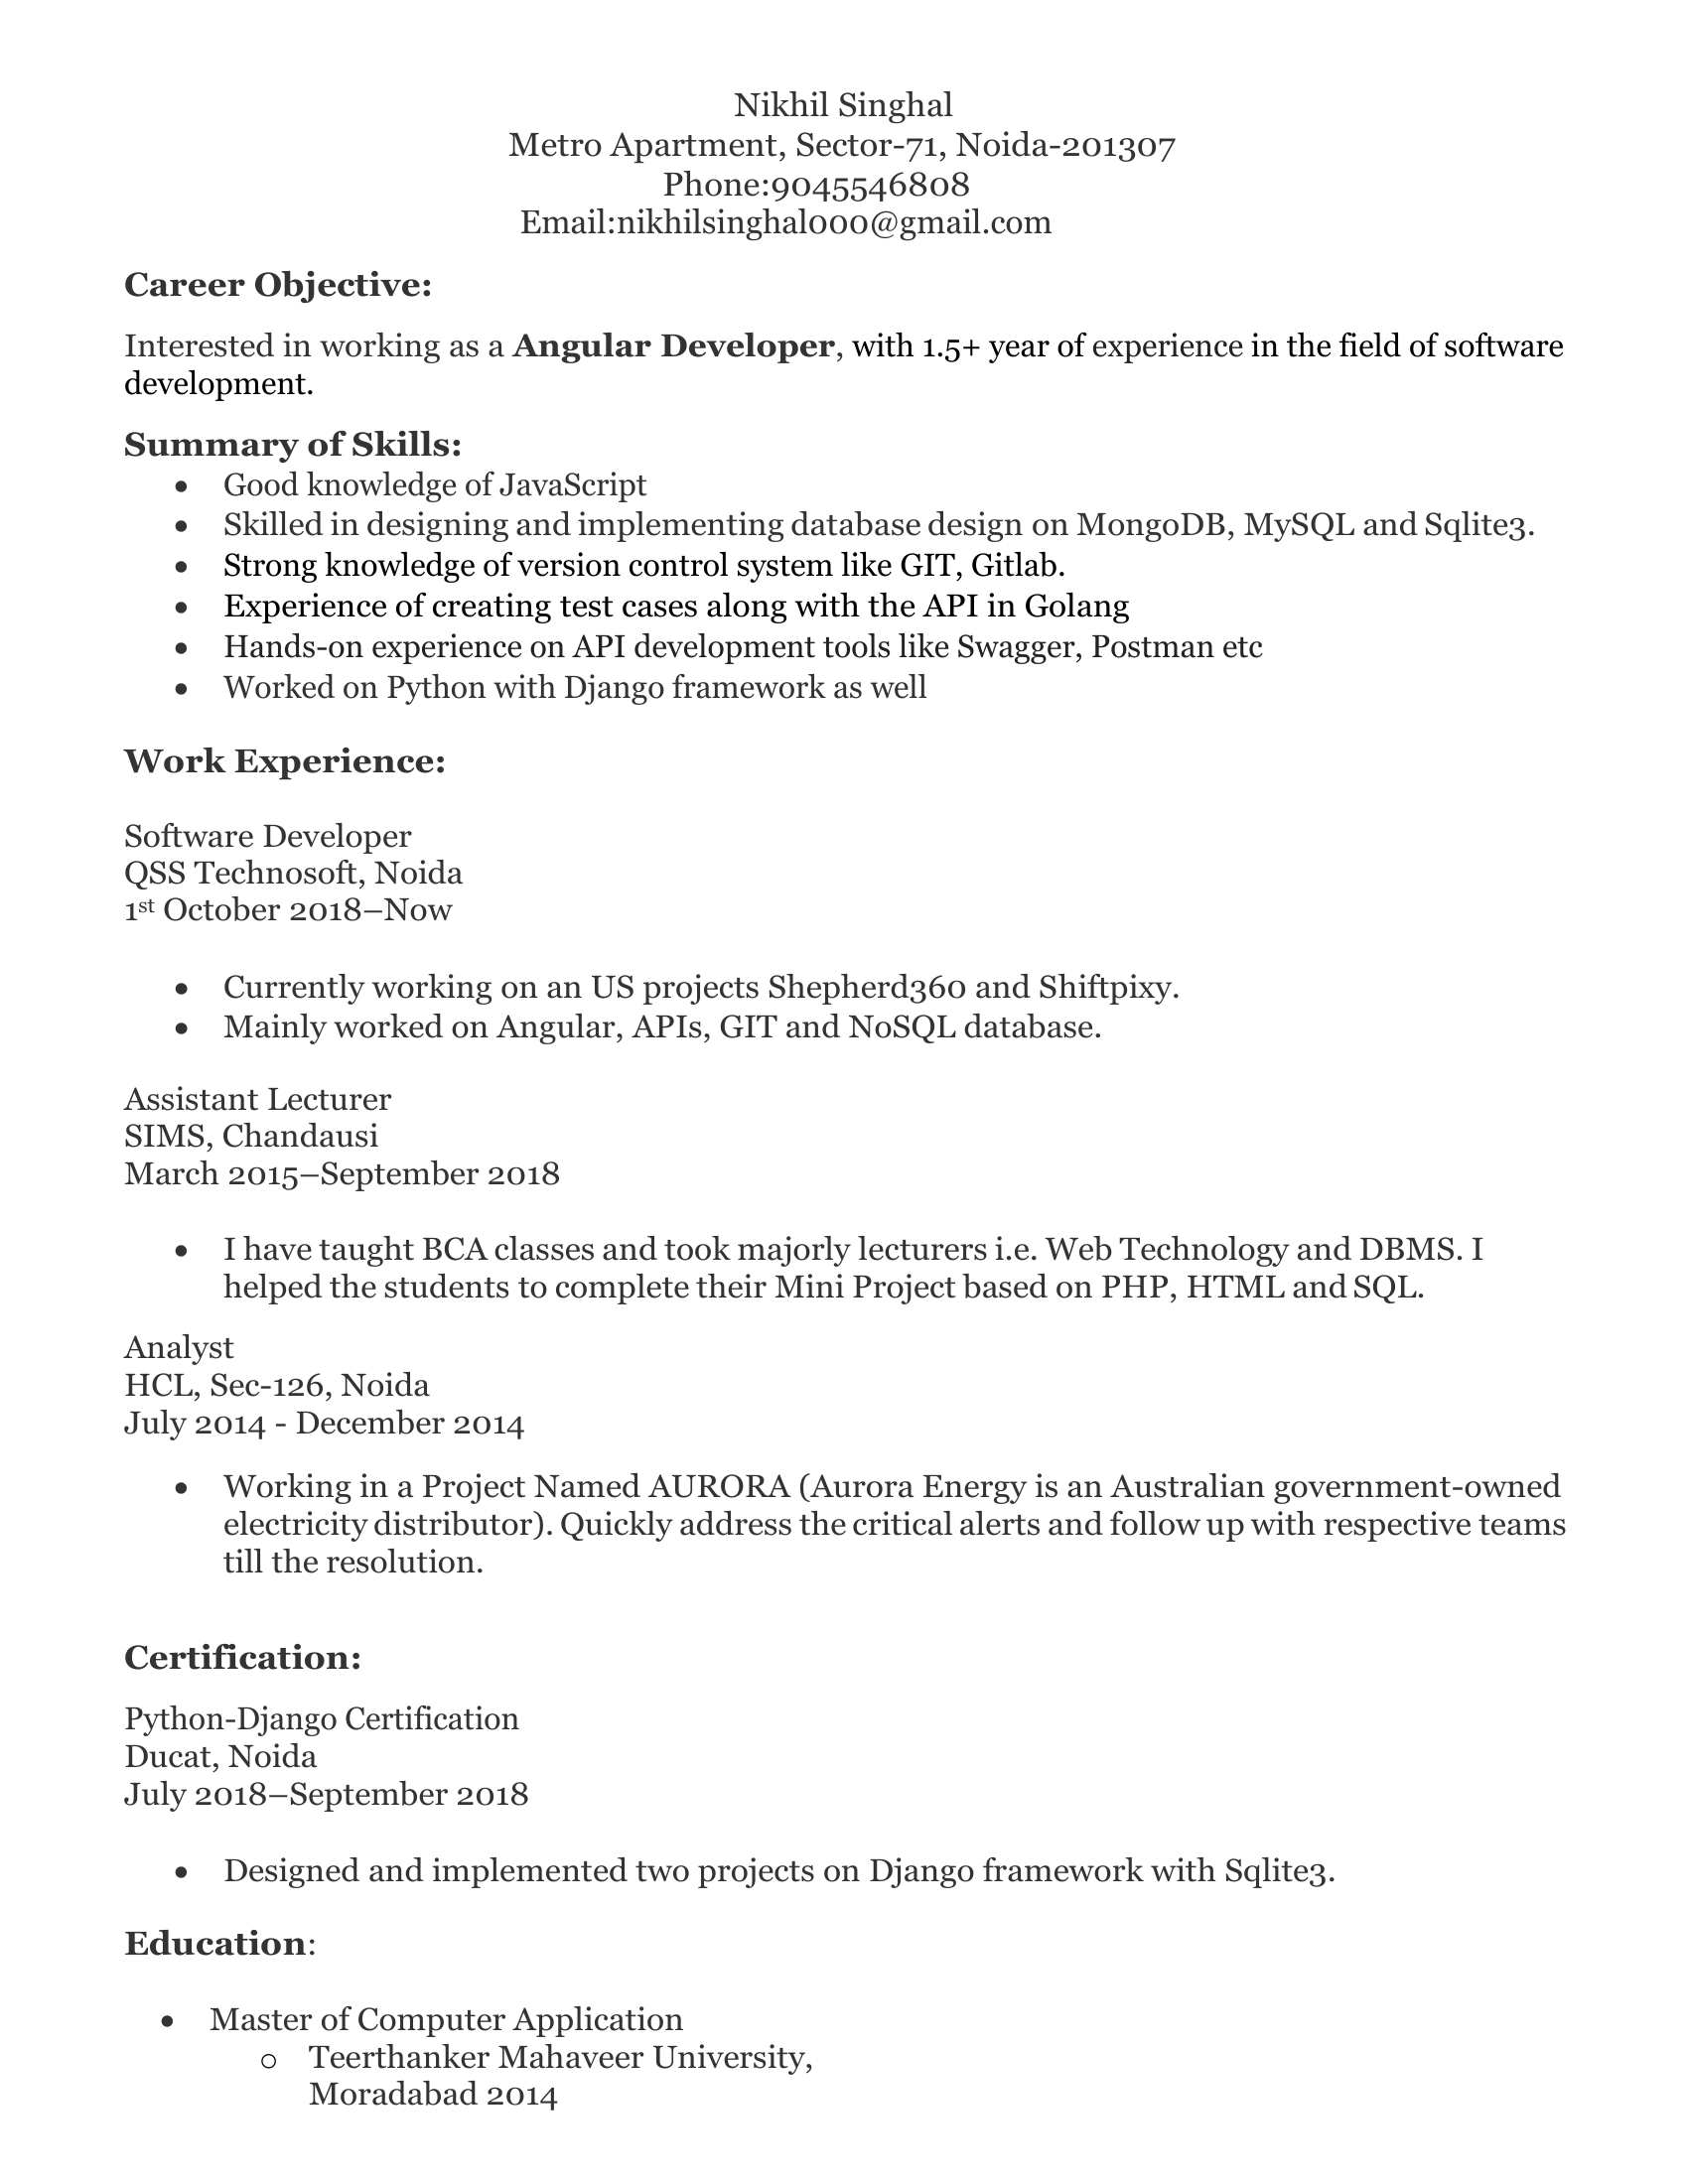 Nikhil Singhal
Metro Apartment, Sector-71, Noida-201307
Phone:9045546808
Email:nikhilsinghal000@gmail.com
Career Objective:
Interested in working as a Angular Developer, with 1.5+ year of experience in the field of software
development.
Summary of Skills:
• Good knowledge of JavaScript
• Skilled in designing and implementing database design on MongoDB, MySQL and Sqlite3.
• Strong knowledge of version control system like GIT, Gitlab.
• Experience of creating test cases along with the API in Golang
• Hands-on experience on API development tools like Swagger, Postman etc
• Worked on Python with Django framework as well
Work Experience:
Software Developer
QSS Technosoft, Noida
1st October 2018–Now
• Currently working on an US projects Shepherd360 and Shiftpixy.
• Mainly worked on Angular, APIs, GIT and NoSQL database.
Assistant Lecturer
SIMS, Chandausi
March 2015–September 2018
• I have taught BCA classes and took majorly lecturers i.e. Web Technology and DBMS. I
helped the students to complete their Mini Project based on PHP, HTML and SQL.
Analyst
HCL, Sec-126, Noida
July 2014 - December 2014
• Working in a Project Named AURORA (Aurora Energy is an Australian government-owned
electricity distributor). Quickly address the critical alerts and follow up with respective teams
till the resolution.
Certification:
Python-Django Certification
Ducat, Noida
July 2018–September 2018
• Designed and implemented two projects on Django framework with Sqlite3.
Education:
• Master of Computer Application
o Teerthanker Mahaveer University,
Moradabad 2014